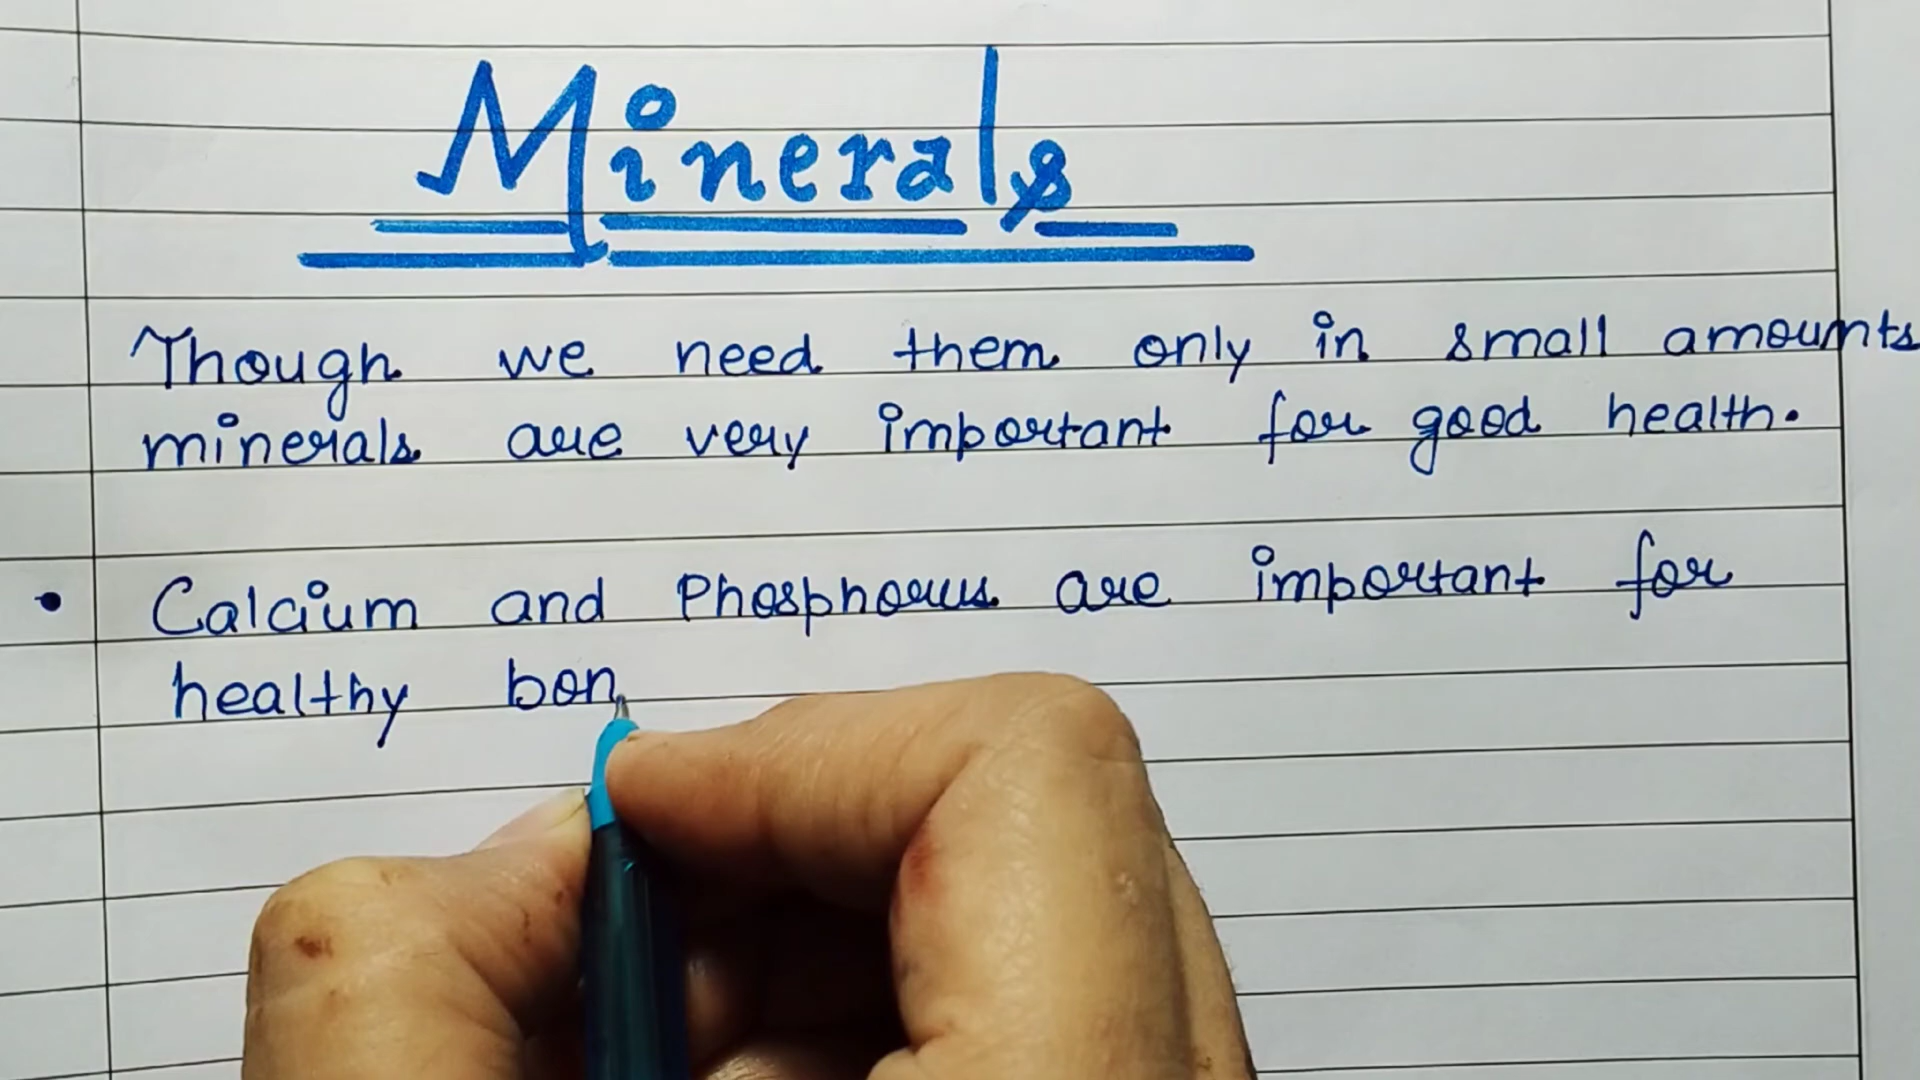 Minerals
Though we need them only in small amounts
minerals are very important for good health.
• Calcium and Phosphorus are important for
healthy bon